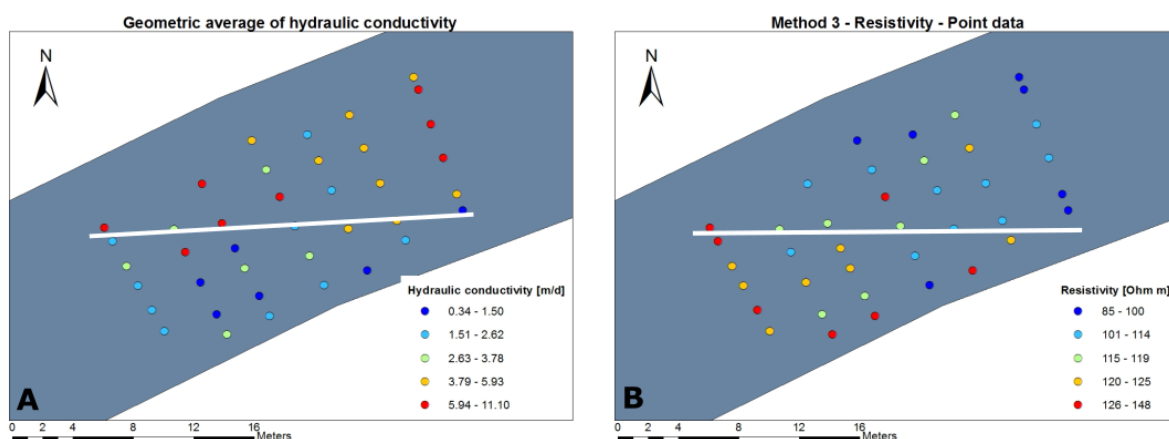 Geometric average of hydraulic conductivity
N
Hydraulic conductivity [m/d]
0.34 - 1.50
1.51 - 2.62
2.63 - 3.78
3.79 - 5.93
5.94 - 11.10
A
0 2 4 8 12 16
Meters
Method 3 - Resistivity - Point data
N
Resistivity [Ohm m]
85 - 100
101 - 114
115 - 119
120 - 125
126 - 148
B
0 2 4 8 12 16
Meters